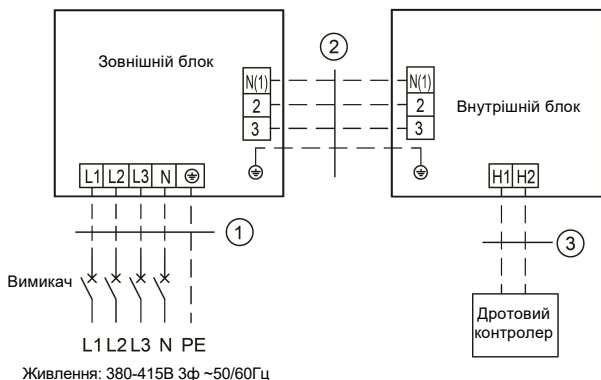 Зовнішній блок
N(1)
2
3
L1 L2 L3 N
2
N(1)
2
3
Внутрішній блок
H1 H2
1
3
Вимикач
Дротовий
контролер
L1 L2 L3 N PE
Живлення: 380-415В 3ф ~50/60Гц